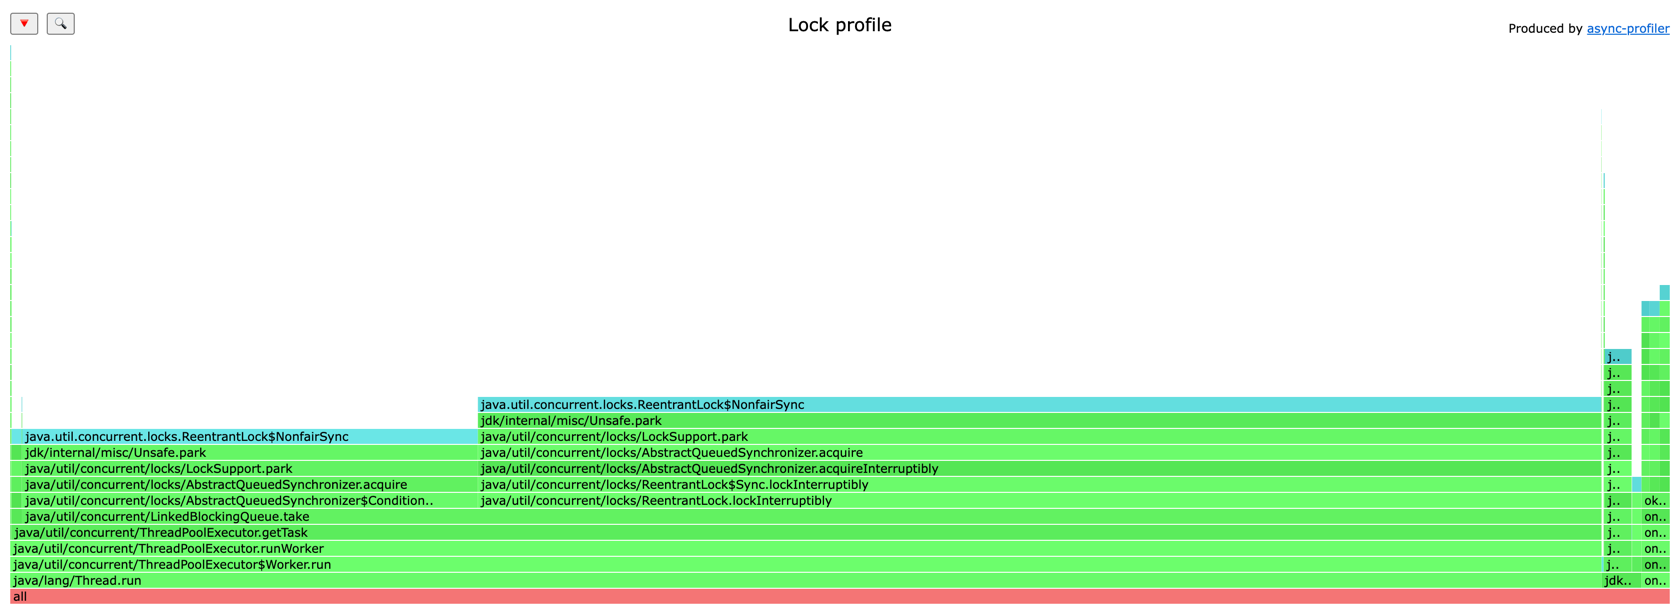 Lock profile
Produced by async-profiler
j..
j..
j..
java.util.concurrent.locks.ReentrantLock$NonfairSync j..
jdk/internal/misc/Unsafe.park j..
java.util.concurrent.locks.ReentrantLock$NonfairSync java/util/concurrent/locks/LockSupport.park j..
jdk/internal/misc/Unsafe.park java/util/concurrent/locks/AbstractQueuedSynchronizer.acquire j..
java/util/concurrent/locks/LockSupport.park java/util/concurrent/locks/AbstractQueuedSynchronizer.acquireInterruptibly j..
java/util/concurrent/locks/AbstractQueuedSynchronizer.acquire java/util/concurrent/locks/ReentrantLock$Sync.lockInterruptibly j..
java/util/concurrent/locks/AbstractQueuedSynchronizer$Condition.. java/util/concurrent/locks/ReentrantLock.lockInterruptibly j.. ok..
java/util/concurrent/LinkedBlockingQueue.take j.. on..
java/util/concurrent/ThreadPoolExecutor.getTask j.. on..
java/util/concurrent/ThreadPoolExecutor.runWorker j.. on..
java/util/concurrent/ThreadPoolExecutor$Worker.run j.. on..
java/lang/Thread.run jdk.. on..
all